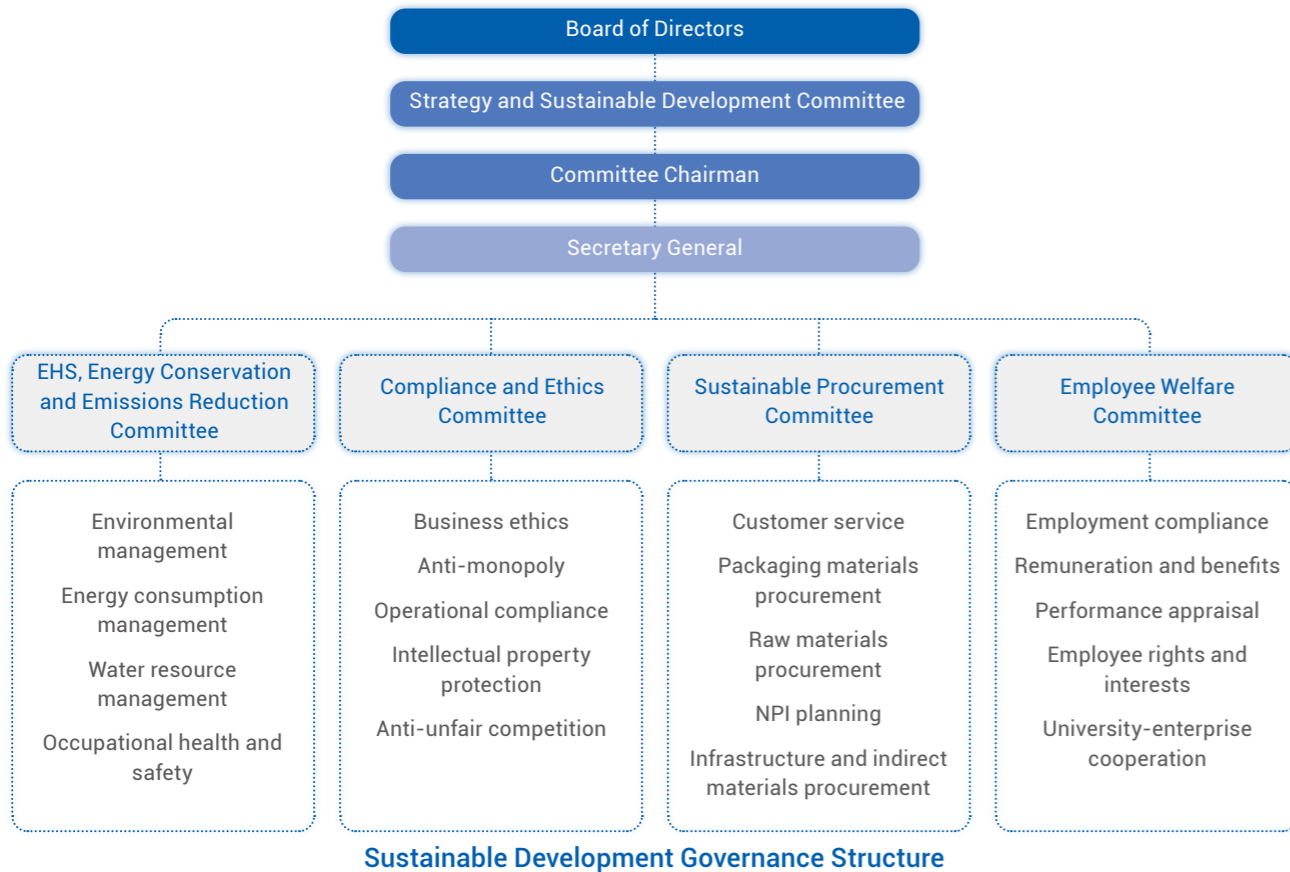 Board of Directors
Strategy and Sustainable Development Committee
Committee Chairman
Secretary General
EHS, Energy Conservation
and Emissions Reduction
Committee
Environmental
management
Energy consumption
management
Water resource
management
Occupational health and
safety
Compliance and Ethics
Committee
Business ethics
Anti-monopoly
Operational compliance
Intellectual property
protection
Anti-unfair competition
Sustainable Procurement
Committee
Customer service
Packaging materials
procurement
Raw materials
procurement
NPI planning
Infrastructure and indirect
materials procurement
Employee Welfare
Committee
Employment compliance
Remuneration and benefits
Performance appraisal
Employee rights and
interests
University-enterprise
cooperation
Sustainable Development Governance Structure